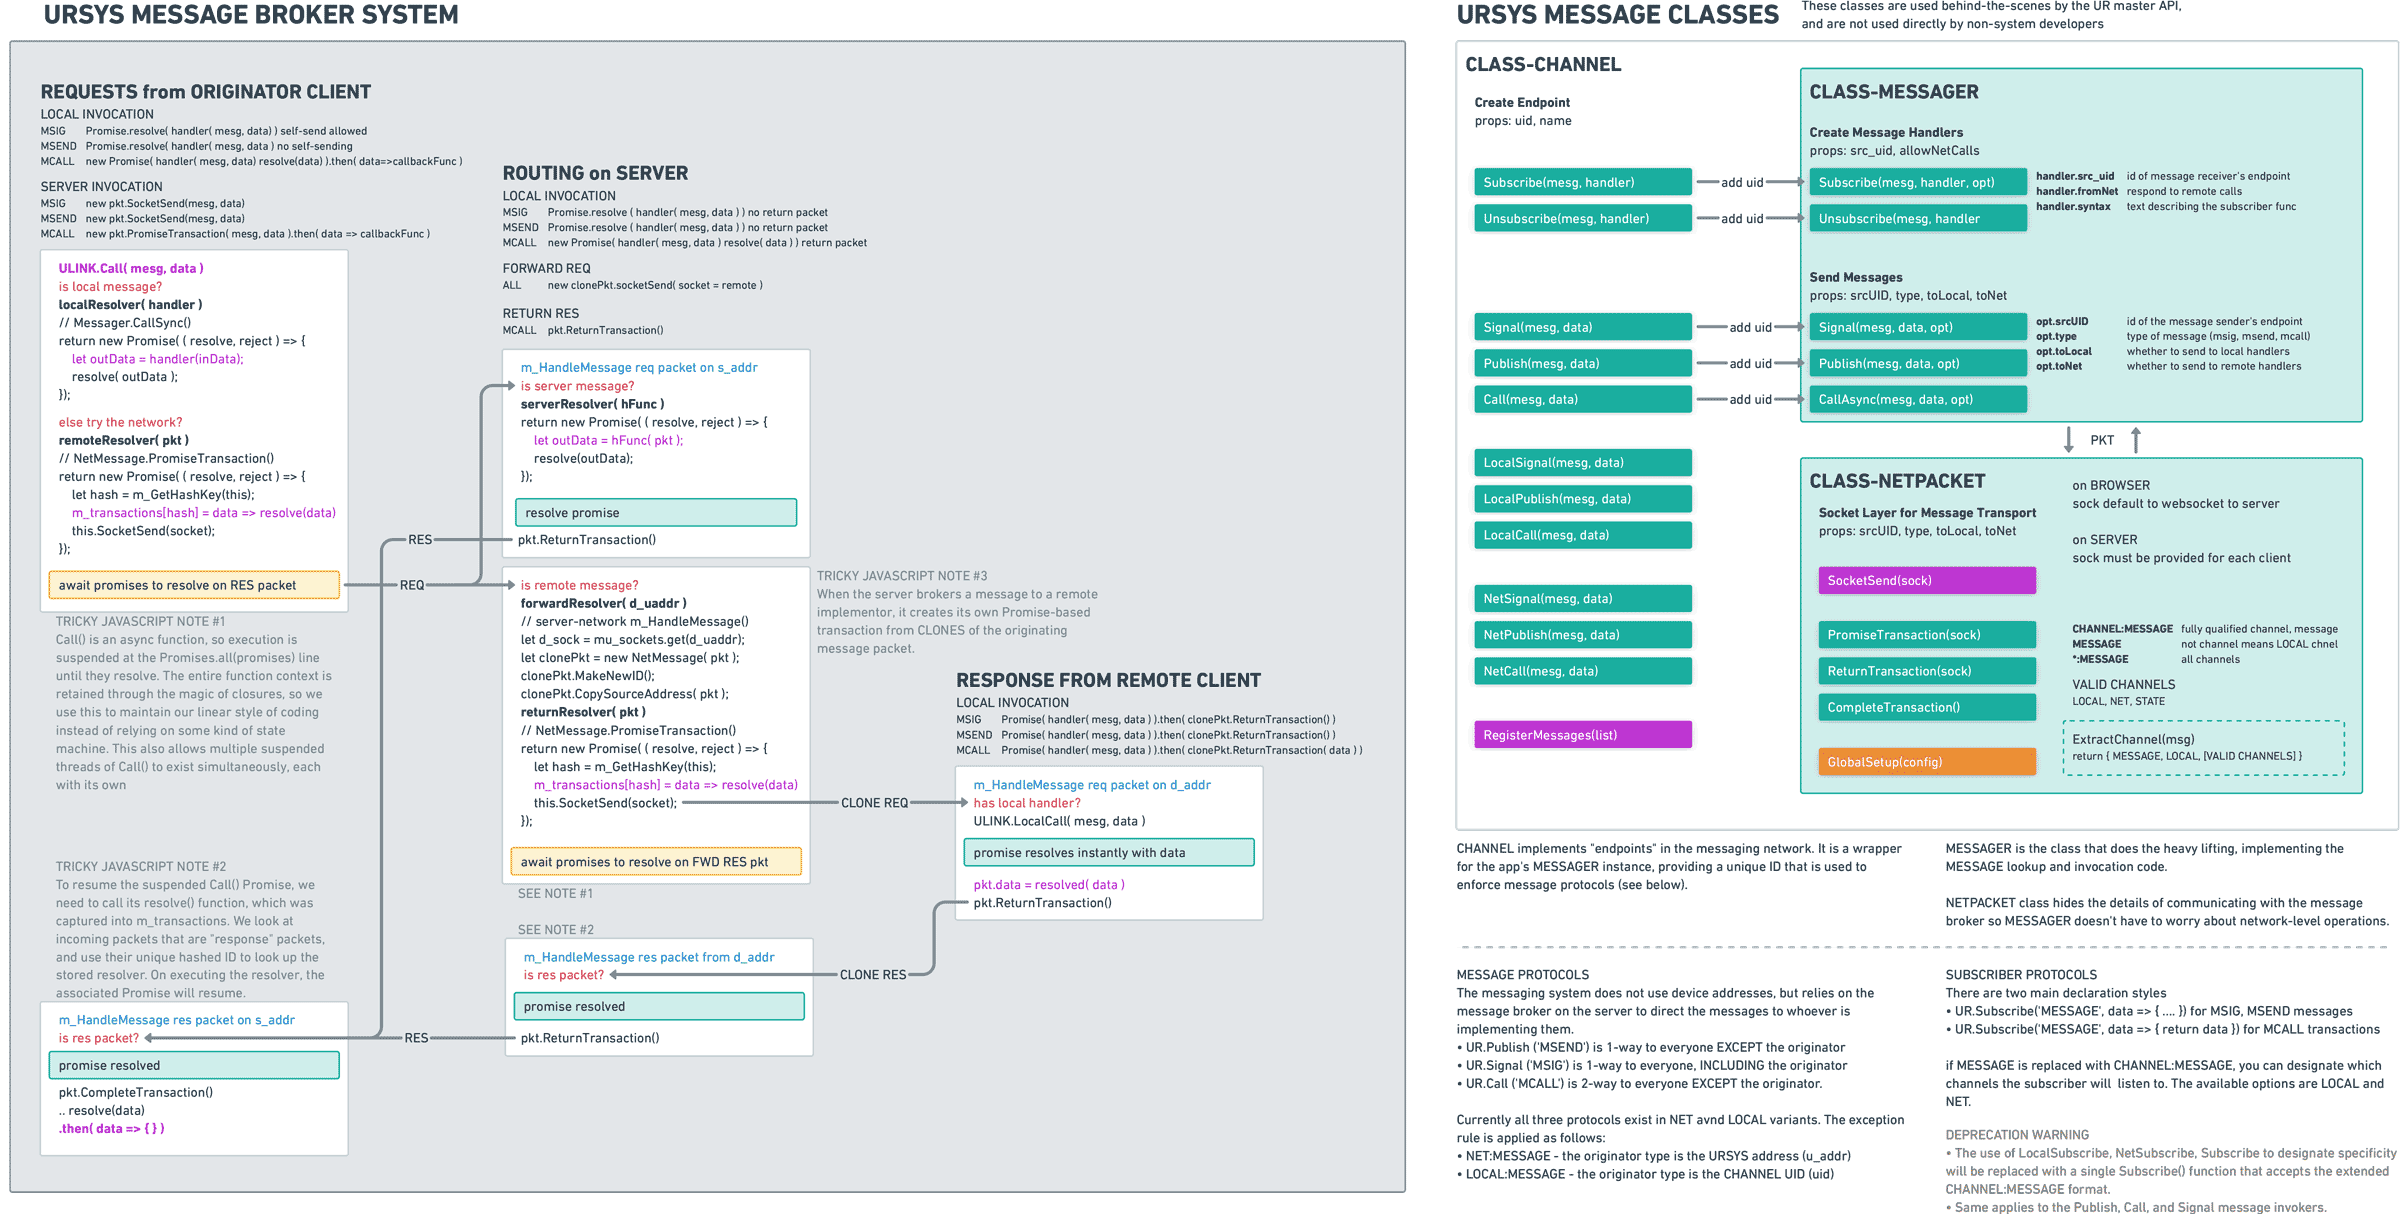 URSYS MESSAGE BROKER SYSTEM
REQUESTS from ORIGINATOR CLIENT
LOCAL INVOCATION
MSIG Promise.resolve( handler( mesg, data) ) self-send allowed
MSEND Promise.resolve( handler( mesg, data ) no self-sending
MCALL new Promise( handler( mesg, data) resolve(data) ).then( data=>callbackFunc )
SERVER INVOCATION
MSIG new pkt.SocketSend(mesg, data)
MSEND new pkt.SocketSend(mesg, data)
MCALL new pkt.PromiseTransaction( mesg, data ).then( data => callbackFunc )
ULINK.Call( mesg, data )
is local message?
localResolver( handler )
// Messager.CallSync()
return new Promise( ( resolve, reject ) => {
let outData = handler(inData);
resolve( outData );
});
else try the network?
remoteResolver( pkt )
// NetMessage.PromiseTransaction()
return new Promise( ( resolve, reject ) => {
let hash = m_GetHashKey(this);
m_transactions[hash] = data => resolve(data)
this.SocketSend(socket);
});
await promises to resolve on RES packet
TRICKY JAVASCRIPT NOTE #1
Call() is an async function, so execution is
suspended at the Promises.all(promises) line
until they resolve. The entire function context is
retained through the magic of closures, so we
use this to maintain our linear style of coding
instead of relying on some kind of state
machine. This also allows multiple suspended
threads of Call() to exist simultaneously, each
with its own
TRICKY JAVASCRIPT NOTE #2
To resume the suspended Call() Promise, we
need to call its resolve() function, which was
captured into m_transactions. We look at
incoming packets that are "response" packets,
and use their unique hashed ID to look up the
stored resolver. On executing the resolver, the
associated Promise will resume.
m_HandleMessage res packet on s_addr
is res packet?
promise resolved
pkt.CompleteTransaction()
.. resolve(data)
.then( data => { } )
RES
REQ
RES
ROUTING on SERVER
LOCAL INVOCATION
MSIG Promise.resolve ( handler( mesg, data ) ) no return packet
MSEND Promise.resolve ( handler( mesg, data ) ) no return packet
MCALL new Promise( handler( mesg, data ) resolve( data ) ) return packet
FORWARD REQ
ALL new clonePkt.socketSend( socket = remote )
RETURN RES
MCALL pkt.ReturnTransaction()
m_HandleMessage req packet on s_addr
is server message?
serverResolver( hFunc )
return new Promise( ( resolve, reject ) => {
let outData = hFunc( pkt );
resolve(outData);
});
resolve promise
pkt.ReturnTransaction()
is remote message?
forwardResolver( d_uaddr )
// server-network m_HandleMessage()
let d_sock = mu_sockets.get(d_uaddr);
let clonePkt = new NetMessage( pkt );
clonePkt.MakeNewID();
clonePkt.CopySourceAddress( pkt );
returnResolver( pkt )
// NetMessage.PromiseTransaction()
return new Promise( ( resolve, reject ) => {
let hash = m_GetHashKey(this);
m_transactions[hash] = data => resolve(data)
this.SocketSend(socket);
});
await promises to resolve on FWD RES pkt
SEE NOTE #1
SEE NOTE #2
m_HandleMessage res packet from d_addr
is res packet?
promise resolved
pkt.ReturnTransaction()
TRICKY JAVASCRIPT NOTE #3
When the server brokers a message to a remote
implementor, it creates its own Promise-based
transaction from CLONES of the originating
message packet.
CLONE REQ
CLONE RES
RESPONSE FROM REMOTE CLIENT
LOCAL INVOCATION
MSIG Promise( handler( mesg, data ) ).then( clonePkt.ReturnTransaction() )
MSEND Promise( handler( mesg, data ) ).then( clonePkt.ReturnTransaction() )
MCALL Promise( handler( mesg, data ) ).then( clonePkt.ReturnTransaction( data ) )
m_HandleMessage req packet on d_addr
has local handler?
ULINK.LocalCall( mesg, data )
promise resolves instantly with data
pkt.data = resolved( data )
pkt.ReturnTransaction()
URSYS MESSAGE CLASSES
These classes are used behind-the-scenes by the UR master API,
and are not used directly by non-system developers
CLASS-CHANNEL
Create Endpoint
props: uid, name
Subscribe(mesg, handler)
Unsubscribe(mesg, handler)
Signal(mesg, data)
Publish(mesg, data)
Call(mesg, data)
LocalSignal(mesg, data)
LocalPublish(mesg, data)
LocalCall(mesg, data)
NetSignal(mesg, data)
NetPublish(mesg, data)
NetCall(mesg, data)
RegisterMessages(list)
add uid
add uid
add uid
add uid
add uid
CLASS-MESSAGER
Create Message Handlers
props: src_uid, allowNetCalls
Subscribe(mesg, handler, opt)
Unsubscribe(mesg, handler
handler.src_uid id of message receiver's endpoint
handler.fromNet respond to remote calls
handler.syntax text describing the subscriber func
Send Messages
props: srcUID, type, toLocal, toNet
Signal(mesg, data, opt)
Publish(mesg, data, opt)
CallAsync(mesg, data, opt)
opt.srcUID id of the message sender's endpoint
opt.type type of message (msig, msend, mcall)
opt.toLocal whether to send to local handlers
opt.toNet whether to send to remote handlers
PKT
CLASS-NETPACKET
Socket Layer for Message Transport
props: srcUID, type, toLocal, toNet
SocketSend(sock)
PromiseTransaction(sock)
ReturnTransaction(sock)
CompleteTransaction()
GlobalSetup(config)
on BROWSER
sock default to websocket to server
on SERVER
sock must be provided for each client
CHANNEL:MESSAGE fully qualified channel, message
MESSAGE not channel means LOCAL chnel
*:MESSAGE all channels
VALID CHANNELS
LOCAL, NET, STATE
ExtractChannel(msg)
return { MESSAGE, LOCAL, [VALID CHANNELS] }
CHANNEL implements "endpoints" in the messaging network. It is a wrapper
for the app's MESSAGER instance, providing a unique ID that is used to
enforce message protocols (see below).
MESSAGER is the class that does the heavy lifting, implementing the
MESSAGE lookup and invocation code.
NETPACKET class hides the details of communicating with the message
broker so MESSAGER doesn't have to worry about network-level operations.
MESSAGE PROTOCOLS
The messaging system does not use device addresses, but relies on the
message broker on the server to direct the messages to whoever is
implementing them.
• UR.Publish ('MSEND') is 1-way to everyone EXCEPT the originator
• UR.Signal ('MSIG') is 1-way to everyone, INCLUDING the originator
• UR.Call ('MCALL') is 2-way to everyone EXCEPT the originator.
Currently all three protocols exist in NET avnd LOCAL variants. The exception
rule is applied as follows:
• NET:MESSAGE - the originator type is the URSYS address (u_addr)
• LOCAL:MESSAGE - the originator type is the CHANNEL UID (uid)
SUBSCRIBER PROTOCOLS
There are two main declaration styles
• UR.Subscribe('MESSAGE', data => { .... }) for MSIG, MSEND messages
• UR.Subscribe('MESSAGE', data => { return data }) for MCALL transactions
if MESSAGE is replaced with CHANNEL:MESSAGE, you can designate which
channels the subscriber will listen to. The available options are LOCAL and
NET.
DEPRECATION WARNING
• The use of LocalSubscribe, NetSubscribe, Subscribe to designate specificity
will be replaced with a single Subscribe() function that accepts the extended
CHANNEL:MESSAGE format.
• Same applies to the Publish, Call, and Signal message invokers.